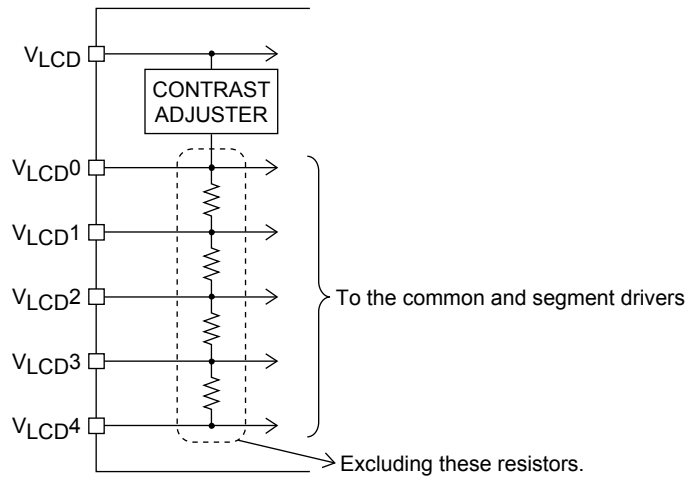 VLCD
CONTRAST
ADJUSTER
VLCD0
VLCD1
VLCD2
To the common and segment drivers
VLCD3
VLCD4
Excluding these resistors.